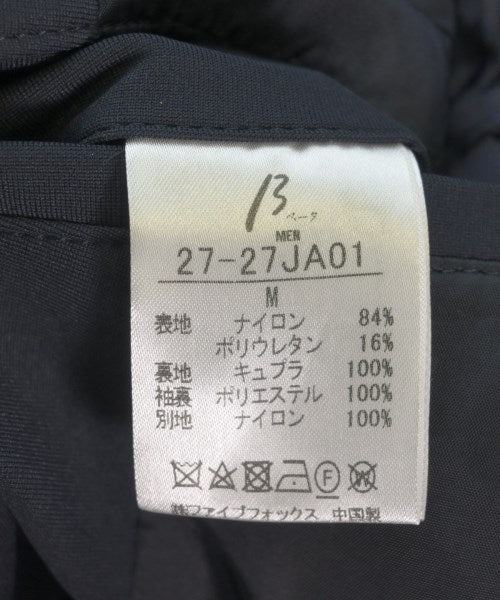 β
ベータ
MEN
27-27JA01
M
表地 ナイロン 84%
ポリウレタン 16%
裏地 キュプラ 100%
袖裏 ポリエステル 100%
別地 ナイロン 100%
F W
㈱ファイブフォックス 中国製